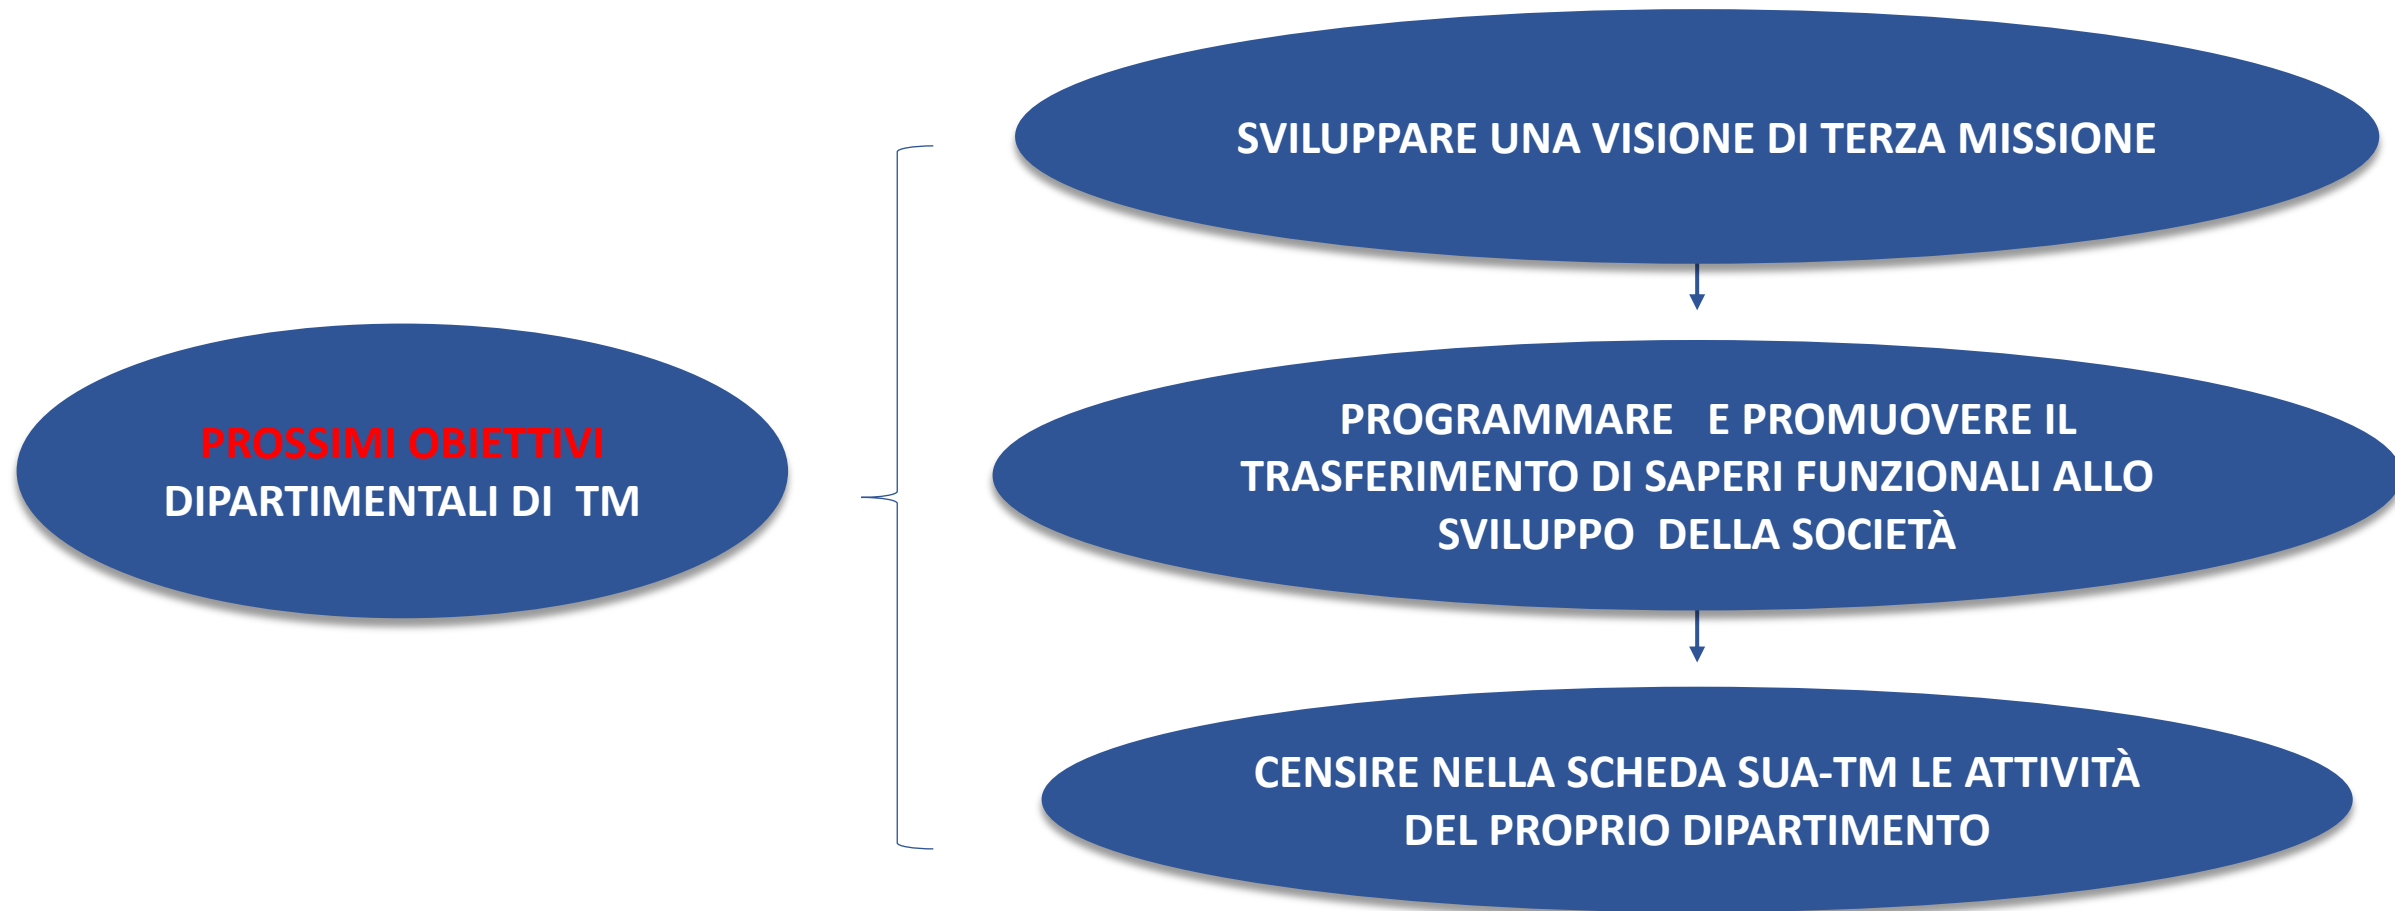 SVILUPPARE UNA VISIONE DI TERZA MISSIONE
PROSSIMI OBIETTIVI
DIPARTIMENTALI DI TM
PROGRAMMARE E PROMUOVERE IL
TRASFERIMENTO DI SAPERI FUNZIONALI ALLO
SVILUPPO DELLA SOCIETÀ
CENSIRE NELLA SCHEDA SUA-TM LE ATTIVITÀ
DEL PROPRIO DIPARTIMENTO